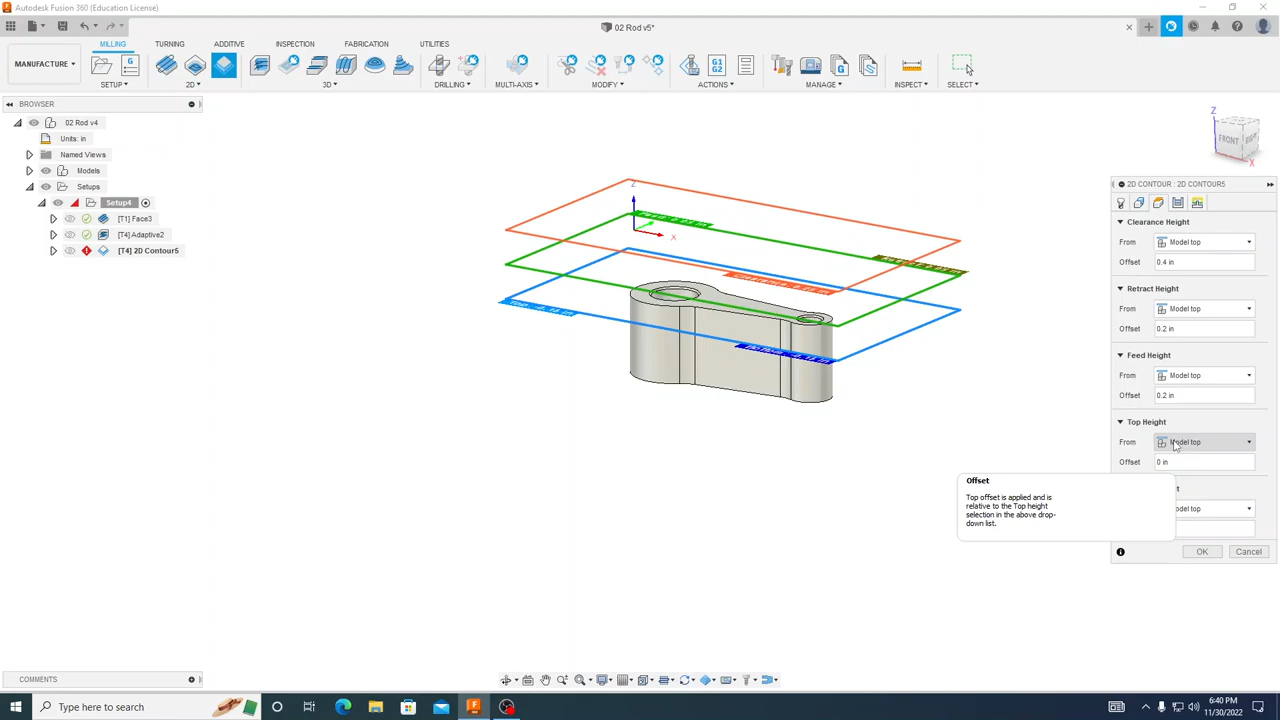 Autodesk Fusion 360 (Education License)
02 Rod v5*
MANUFACTURE
MILLING
TURNING
ADDITIVE
INSPECTION
FABRICATION
UTILITIES
SETUP
2D
3D
DRILLING
MULTI-AXIS
MODIFY
ACTIONS
MANAGE
INSPECT
SELECT
BROWSER
02 Rod v4
Units: in
Named Views
Models
Setups
Setup4
[T1] Face3
[T4] Adaptive2
[T4] 2D Contour5
Z
X
Z
FRONT
X
2D CONTOUR : 2D CONTOUR5
Clearance Height
From Model top
Offset 0.4 in
Retract Height
From Model top
Offset 0.2 in
Feed Height
From Model top
Offset 0.2 in
Top Height
From Model top
Offset 0 in
Model top
Offset
Top offset is applied and is
relative to the Top height
selection in the above drop-
down list.
OK
Cancel
COMMENTS
Type here to search
6:40 PM
11/30/2022